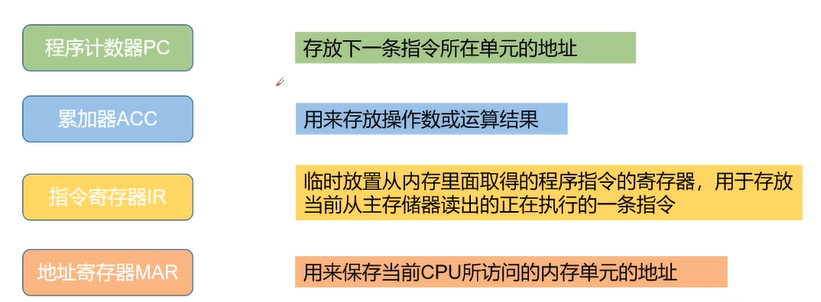 程序计数器PC
存放下一条指令所在单元的地址
累加器ACC
用来存放操作数或运算结果
指令寄存器IR
临时放置从内存里面取得的程序指令的寄存器，用于存放
当前从主存储器读出的正在执行的一条指令
地址寄存器MAR
用来保存当前CPU所访问的内存单元的地址